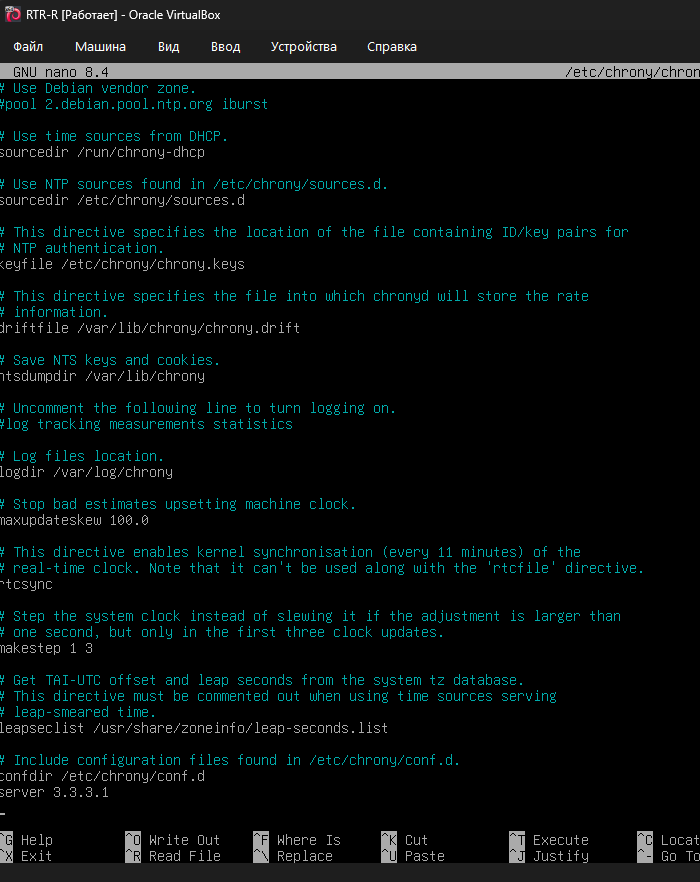 RTR-R [Работает] - Oracle VirtualBox
Файл Машина Вид Ввод Устройства Справка
GNU nano 8.4 /etc/chrony/chron
# Use Debian vendor zone.
#pool 2.debian.pool.ntp.org iburst
# Use time sources from DHCP.
sourcedir /run/chrony-dhcp
# Use NTP sources found in /etc/chrony/sources.d.
sourcedir /etc/chrony/sources.d
# This directive specifies the location of the file containing ID/key pairs for
# NTP authentication.
keyfile /etc/chrony/chrony.keys
# This directive specifies the file into which chronyd will store the rate
# information.
driftfile /var/lib/chrony/chrony.drift
# Save NTS keys and cookies.
ntsdumpdir /var/lib/chrony
# Uncomment the following line to turn logging on.
#log tracking measurements statistics
# Log files location.
logdir /var/log/chrony
# Stop bad estimates upsetting machine clock.
maxupdateskew 100.0
# This directive enables kernel synchronisation (every 11 minutes) of the
# real-time clock. Note that it can't be used along with the 'rtcfile' directive.
rtcsync
# Step the system clock instead of slewing it if the adjustment is larger than
# one second, but only in the first three clock updates.
makestep 1 3
# Get TAI-UTC offset and leap seconds from the system tz database.
# This directive must be commented out when using time sources serving
# leap-smeared time.
leapseclist /usr/share/zoneinfo/leap-seconds.list
# Include configuration files found in /etc/chrony/conf.d.
confdir /etc/chrony/conf.d
server 3.3.3.1
^G Help ^O Write Out ^F Where Is ^K Cut ^T Execute ^C Locat
^X Exit ^R Read File ^\ Replace ^U Paste ^J Justify ^- Go To